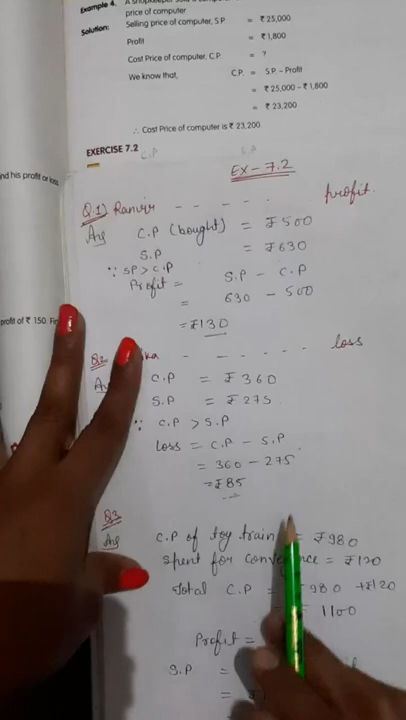 Example 4.
price of computer
Solution: Selling price of computer, S.P. = ₹ 25,000
Profit = ₹ 1,800
Cost Price of computer, C.P. = ?
We know that, C.P. = S.P. – Profit
= ₹ 25,000 – ₹ 1,800
= ₹ 23,200
∴ Cost Price of computer is ₹ 23,200
EXERCISE 7.2
C.P S.P
nd his profit or loss
profit of ₹ 150.
Ex – 7.2
Q.1) Ranvir - - - - . profit.
Ans C.P (bought) = ₹ 500
S.P = ₹ 630
∵ SP > C.P
Profit = S.P – C.P
= 630 – 500
= ₹ 130
Q2 - - - - - - loss
C.P = ₹ 360
S.P = ₹ 275
∵ C.P > S.P
loss = C.P – S.P
= 360 – 275
= ₹ 85
Q3
Ans C.P of toy train = ₹ 980
spent for = ₹ 120
Total C.P = 980 + ₹120
1100
Profit =
S.P =
=